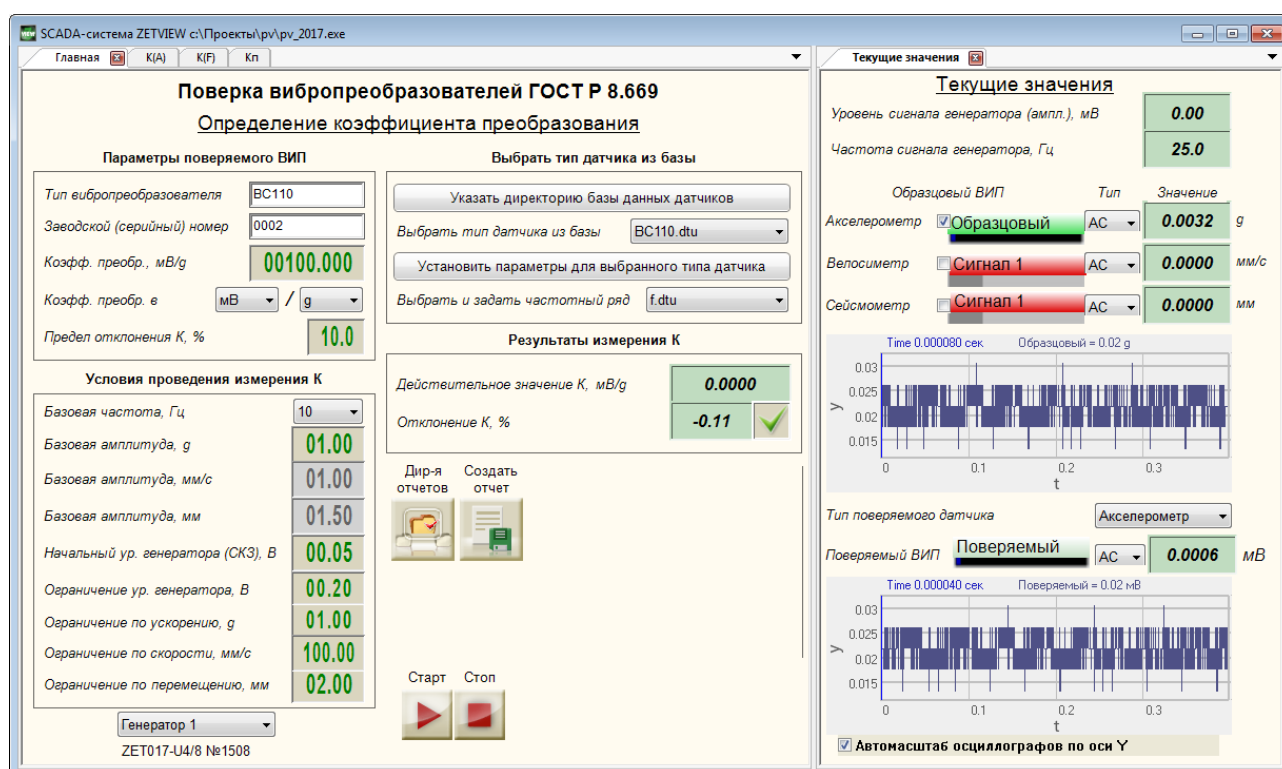 SCADA-система ZETVIEW c:\Проекты\pv\pv_2017.exe
Главная К(А) К(F) Кп
Поверка вибропреобразователей ГОСТ Р 8.669
Определение коэффициента преобразования
Параметры поверяемого ВИП
Тип вибропреобразователя BC110
Заводской (серийный) номер 0002
Коэфф. преобр., мВ/g 00100.000
Коэфф. преобр. в мВ / g
Предел отклонения К, % 10.0
Условия проведения измерения К
Базовая частота, Гц 10
Базовая амплитуда, g 01.00
Базовая амплитуда, мм/с 01.00
Базовая амплитуда, мм 01.50
Начальный ур. генератора (СКЗ), В 00.05
Ограничение ур. генератора, В 00.20
Ограничение по ускорению, g 01.00
Ограничение по скорости, мм/с 100.00
Ограничение по перемещению, мм 02.00
Генератор 1
ZET017-U4/8 №1508
Выбрать тип датчика из базы
Указать директорию базы данных датчиков
Выбрать тип датчика из базы BC110.dtu
Установить параметры для выбранного типа датчика
Выбрать и задать частотный ряд f.dtu
Результаты измерения К
Действительное значение К, мВ/g 0.0000
Отклонение К, % -0.11
Дир-я Создать
отчетов отчет
Старт Стоп
Текущие значения
Текущие значения
Уровень сигнала генератора (ампл.), мВ 0.00
Частота сигнала генератора, Гц 25.0
Образцовый ВИП Тип Значение
Акселерометр Образцовый AC 0.0032 g
Велосиметр Сигнал 1 AC 0.0000 мм/с
Сейсмометр Сигнал 1 AC 0.0000 мм
Time 0.000080 сек Образцовый = 0.02 g
0.03
0.025
0.02
0.015
y
0 0.1 0.2 0.3
t
Тип поверяемого датчика Акселерометр
Поверяемый ВИП Поверяемый AC 0.0006 мВ
Time 0.000040 сек Поверяемый = 0.02 мВ
0.03
0.025
0.02
0.015
y
0 0.1 0.2 0.3
t
Автомасштаб осциллографов по оси Y